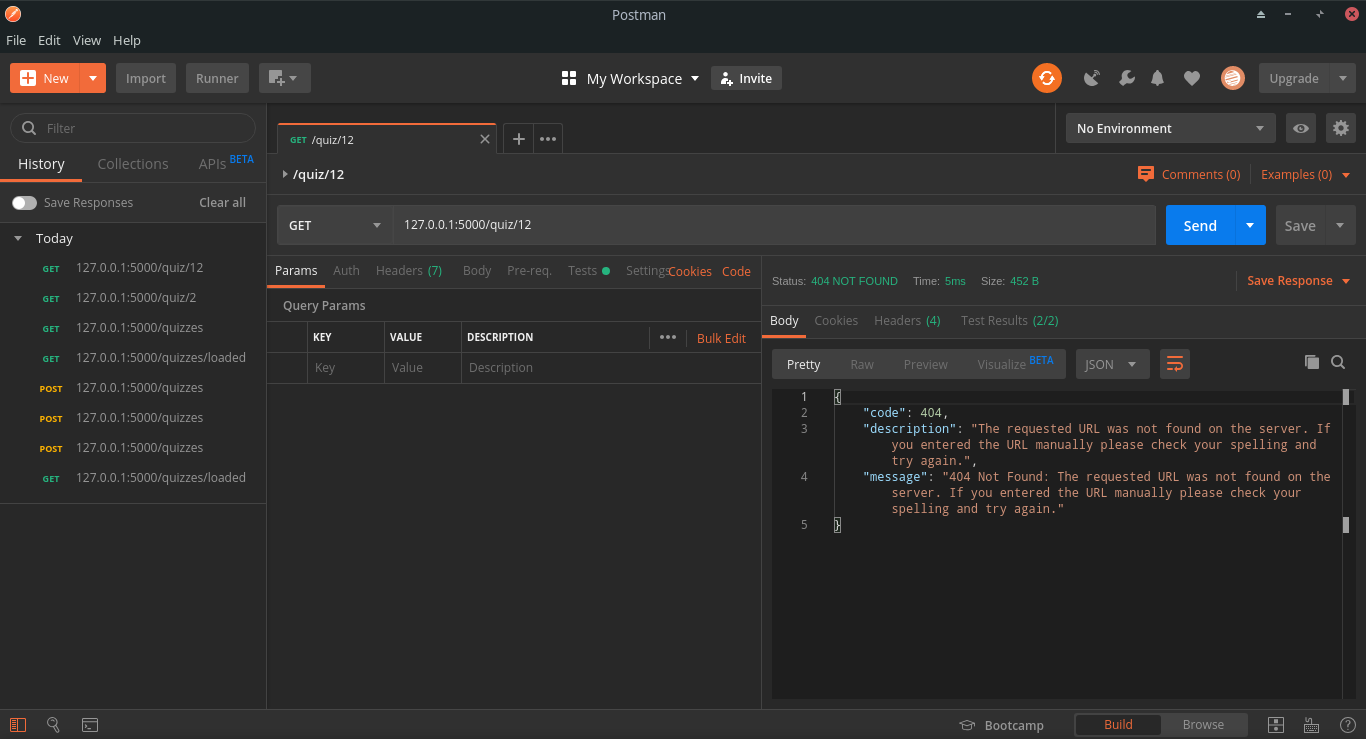 Postman
File Edit View Help
New Import Runner My Workspace Invite Upgrade
Filter
History Collections APIs BETA
Save Responses Clear all
Today
GET 127.0.0.1:5000/quiz/12
GET 127.0.0.1:5000/quiz/2
GET 127.0.0.1:5000/quizzes
GET 127.0.0.1:5000/quizzes/loaded
POST 127.0.0.1:5000/quizzes
POST 127.0.0.1:5000/quizzes
POST 127.0.0.1:5000/quizzes
GET 127.0.0.1:5000/quizzes/loaded
GET /quiz/12
No Environment
/quiz/12
Comments (0) Examples (0)
GET 127.0.0.1:5000/quiz/12 Send Save
Params Auth Headers (7) Body Pre-req. Tests Settings Cookies Code
Query Params
KEY VALUE DESCRIPTION Bulk Edit
Key Value Description
Status: 404 NOT FOUND Time: 5ms Size: 452 B Save Response
Body Cookies Headers (4) Test Results (2/2)
Pretty Raw Preview Visualize BETA JSON
1 {
2 "code": 404,
3 "description": "The requested URL was not found on the server. If
you entered the URL manually please check your spelling and
try again.",
4 "message": "404 Not Found: The requested URL was not found on the
server. If you entered the URL manually please check your
spelling and try again."
5 }
Bootcamp Build Browse